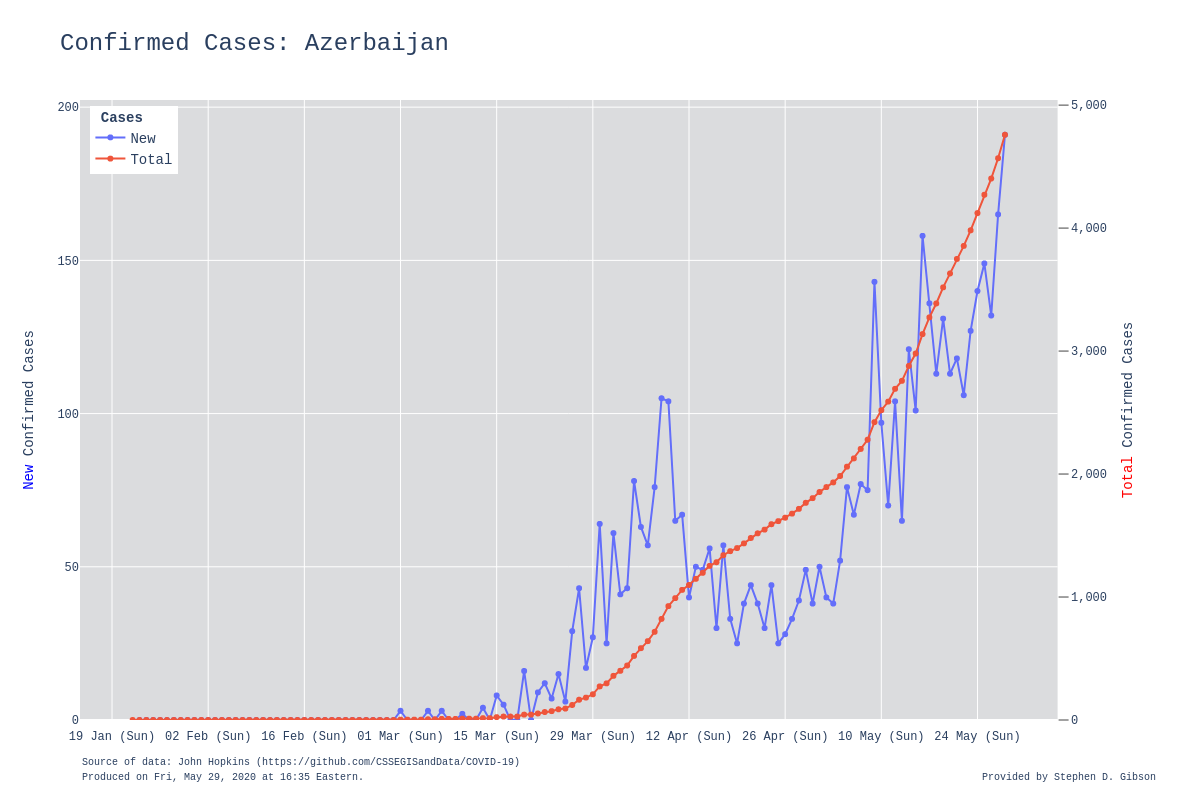 Confirmed Cases: Azerbaijan
Cases
New
Total
200
150
100
50
0
5,000
4,000
3,000
2,000
1,000
0
New Confirmed Cases
Total Confirmed Cases
19 Jan (Sun) 02 Feb (Sun) 16 Feb (Sun) 01 Mar (Sun) 15 Mar (Sun) 29 Mar (Sun) 12 Apr (Sun) 26 Apr (Sun) 10 May (Sun) 24 May (Sun)
Source of data: John Hopkins (https://github.com/CSSEGISandData/COVID-19)
Produced on Fri, May 29, 2020 at 16:35 Eastern.
Provided by Stephen D. Gibson